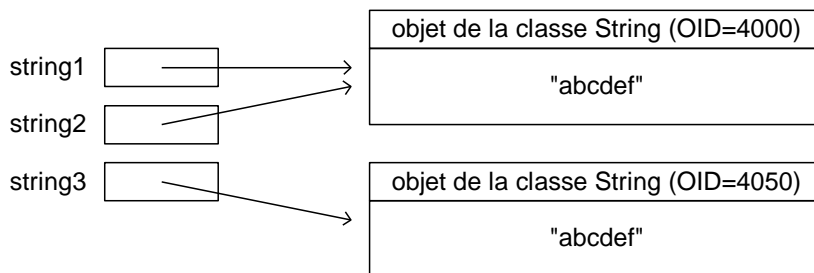 objet de la classe String (OID=4000)
string1
"abcdef"
string2
string3
objet de la classe String (OID=4050)
"abcdef"